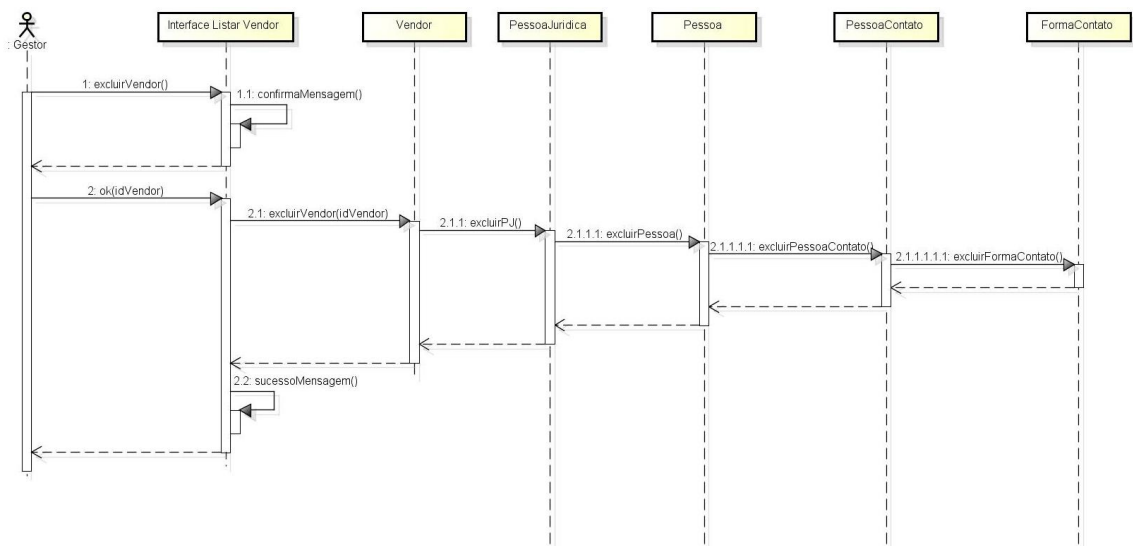 : Gestor
Interface Listar Vendor
Vendor
PessoaJuridica
Pessoa
PessoaContato
FormaContato
1: excluirVendor()
1.1: confirmaMensagem()
2: ok(idVendor)
2.1: excluirVendor(idVendor)
2.1.1: excluirPJ()
2.1.1.1: excluirPessoa()
2.1.1.1.1: excluirPessoaContato()
2.1.1.1.1.1: excluirFormaContato()
2.2: sucessoMensagem()